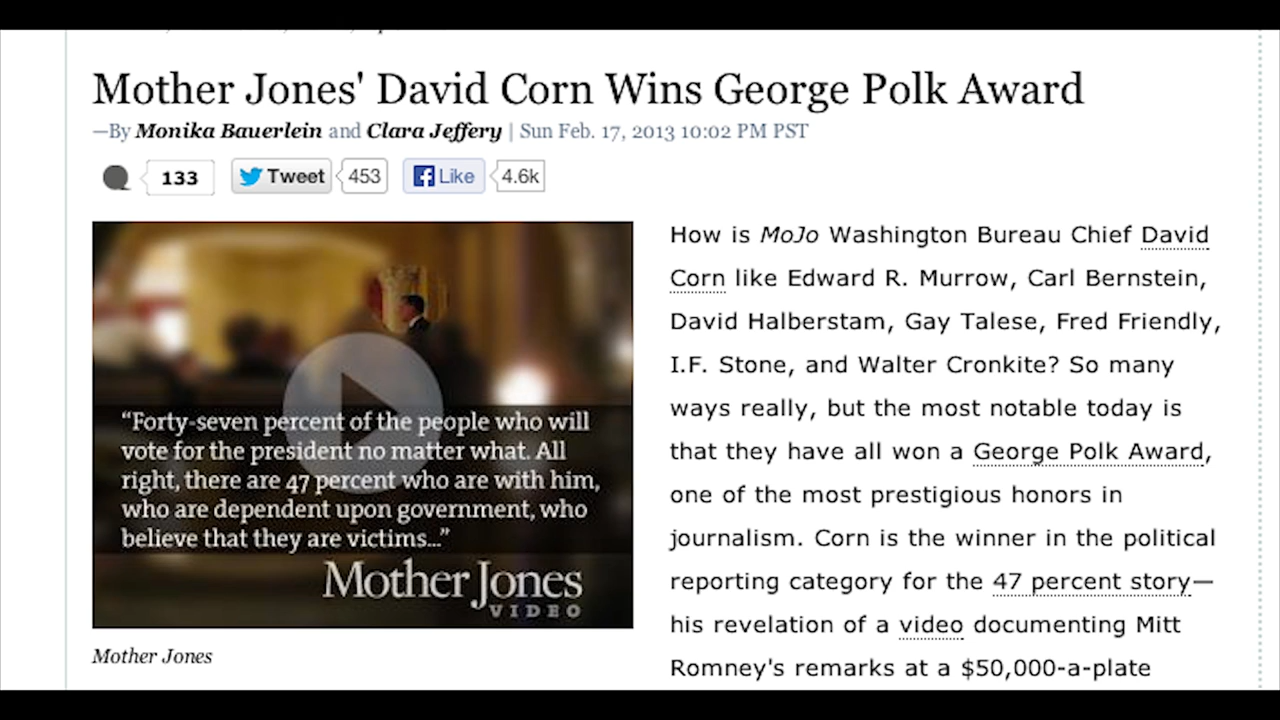 Mother Jones' David Corn Wins George Polk Award
—By Monika Bauerlein and Clara Jeffery | Sun Feb. 17, 2013 10:02 PM PST
133 Tweet 453 Like 4.6k
“Forty-seven percent of the people who will
vote for the president no matter what. All
right, there are 47 percent who are with him,
who are dependent upon government, who
believe that they are victims...”
Mother Jones
VIDEO
Mother Jones
How is MoJo Washington Bureau Chief David
Corn like Edward R. Murrow, Carl Bernstein,
David Halberstam, Gay Talese, Fred Friendly,
I.F. Stone, and Walter Cronkite? So many
ways really, but the most notable today is
that they have all won a George Polk Award,
one of the most prestigious honors in
journalism. Corn is the winner in the political
reporting category for the 47 percent story—
his revelation of a video documenting Mitt
Romney's remarks at a $50,000-a-plate